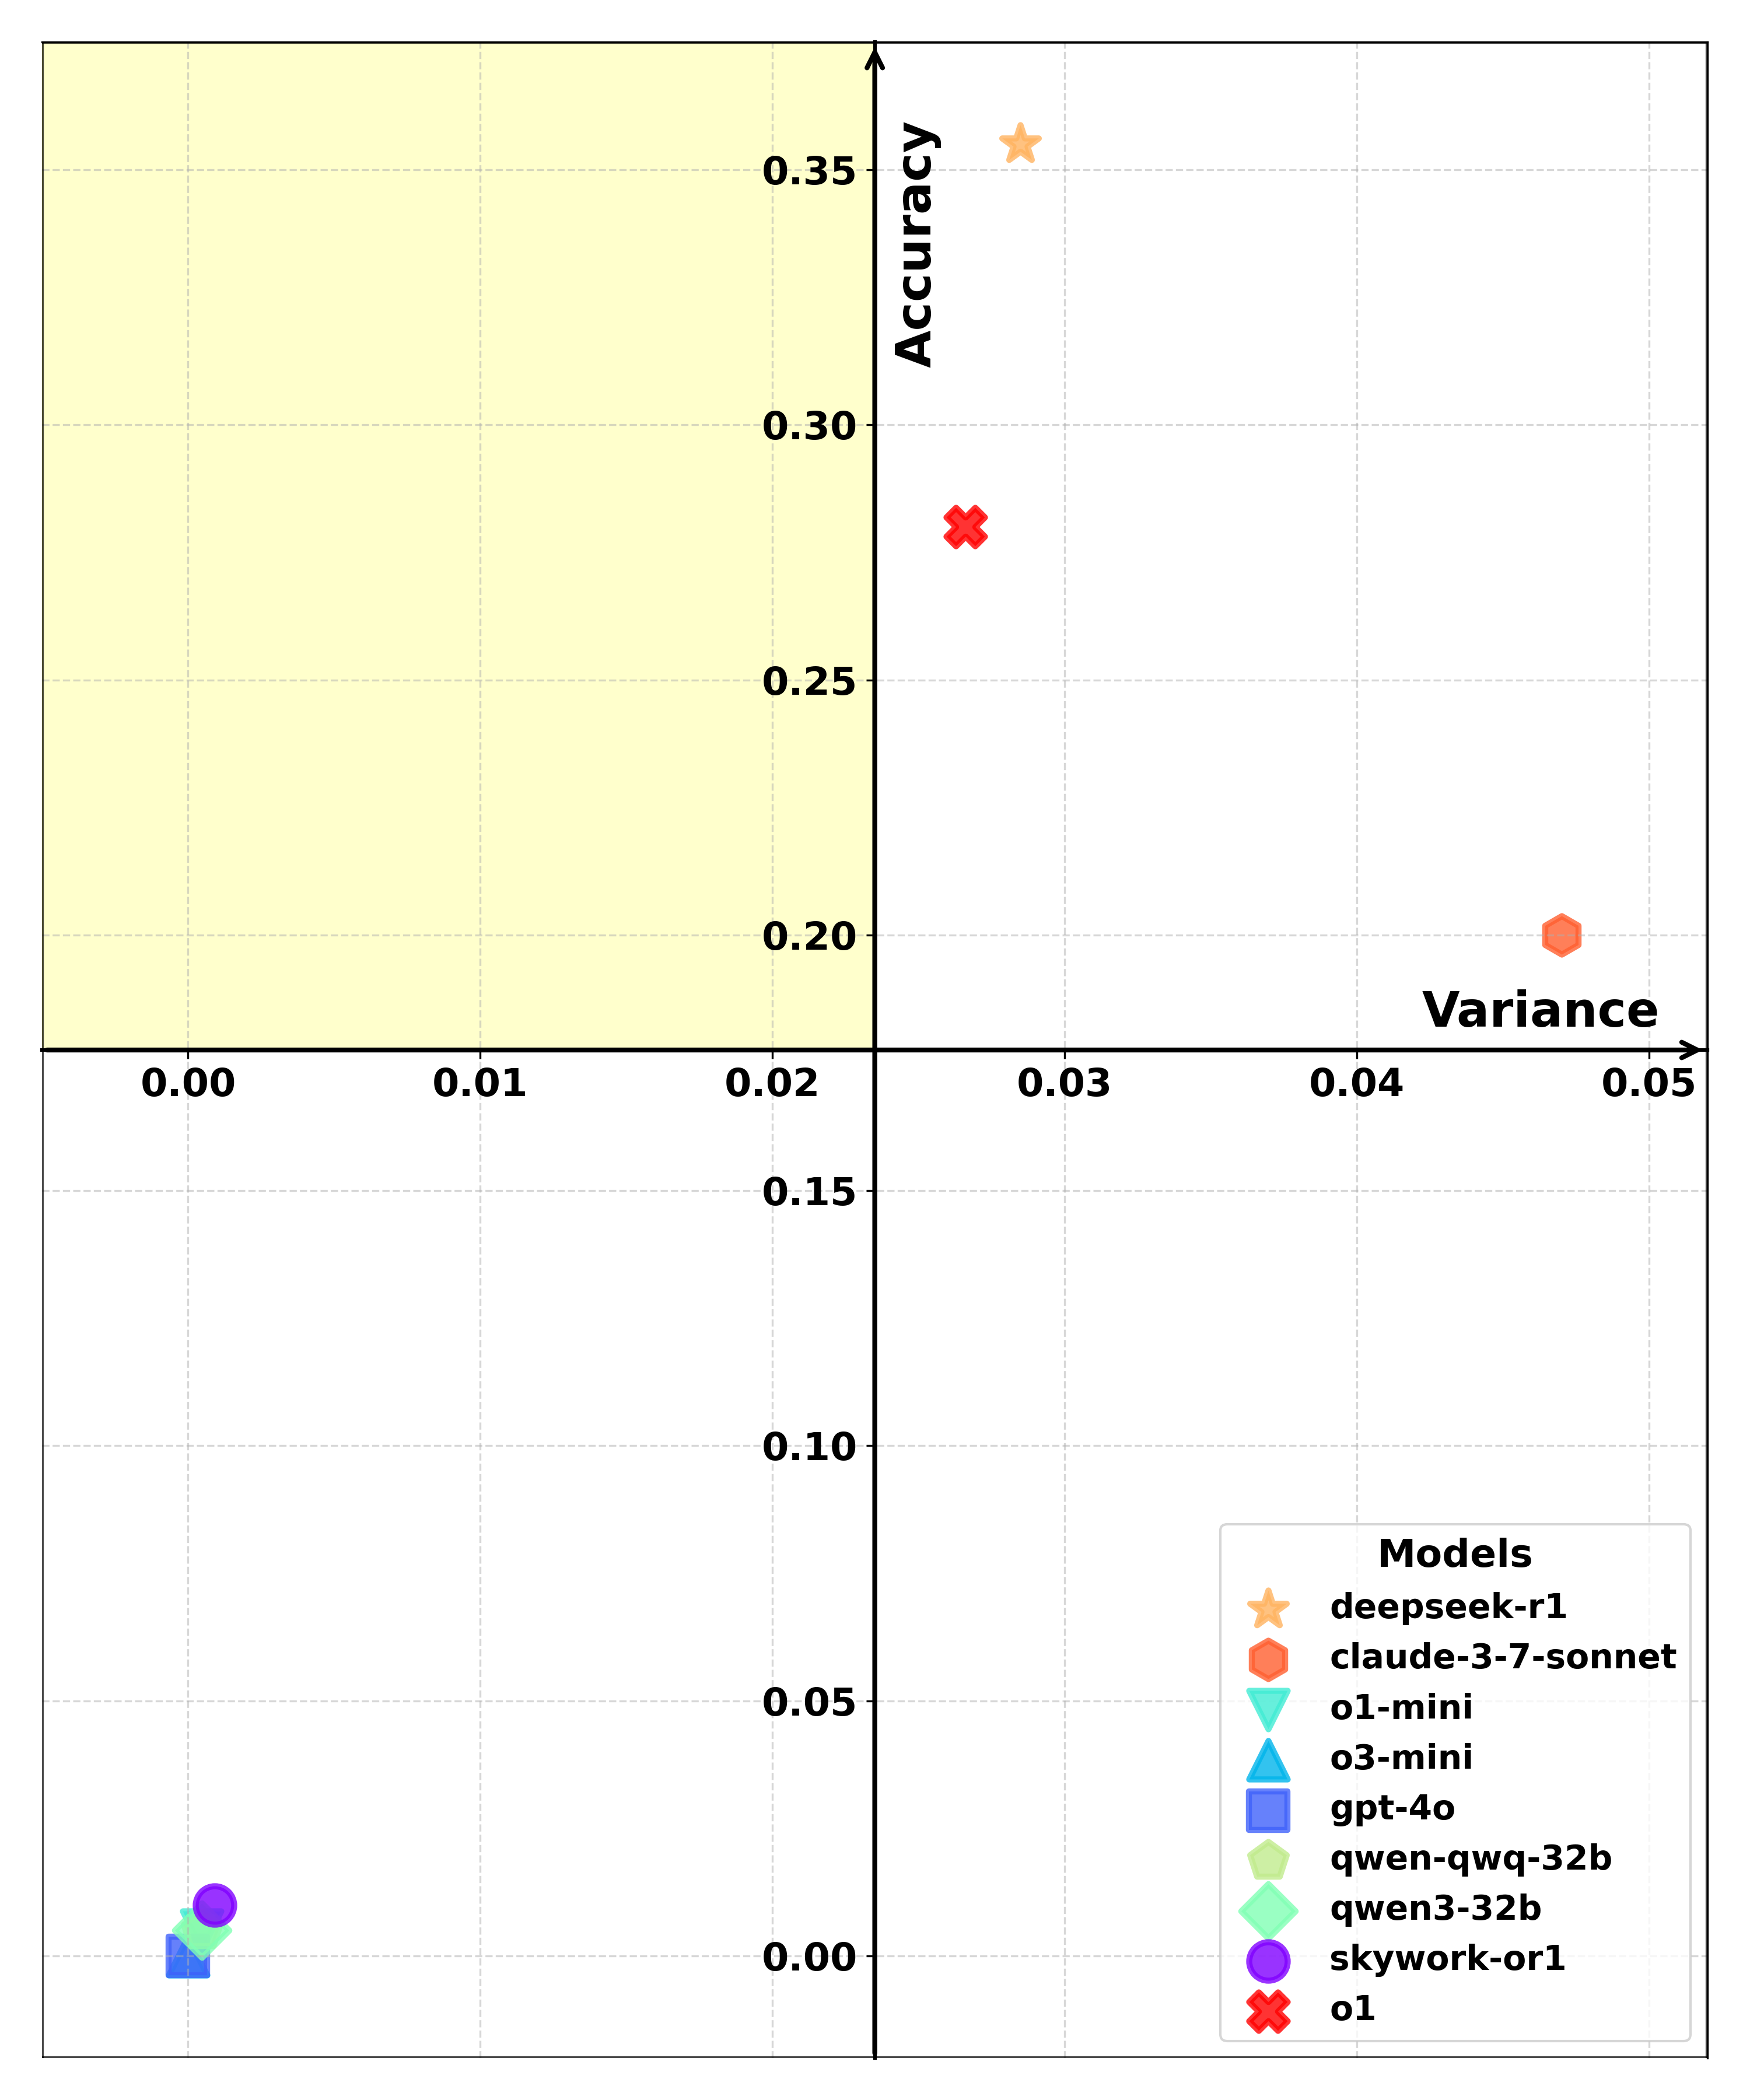 Accuracy
0.35
0.30
0.25
0.20
Variance
0.00
0.01
0.02
0.03
0.04
0.05
0.15
0.10
0.05
0.00
Models
deepseek-r1
claude-3-7-sonnet
o1-mini
o3-mini
gpt-4o
qwen-qwq-32b
qwen3-32b
skywork-or1
o1